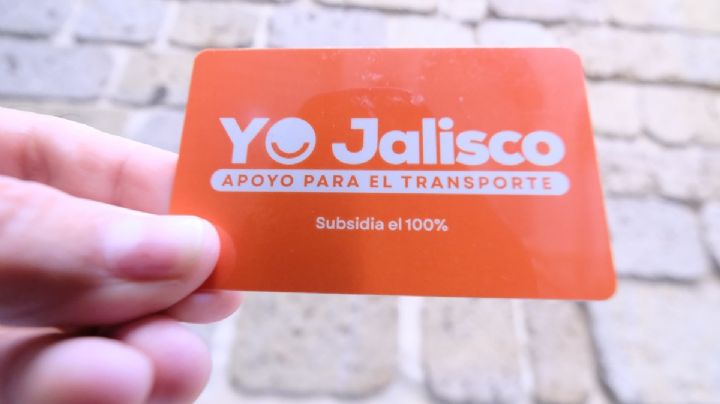 YO Jalisco
APOYO PARA EL TRANSPORTE
Subsidia el 100%